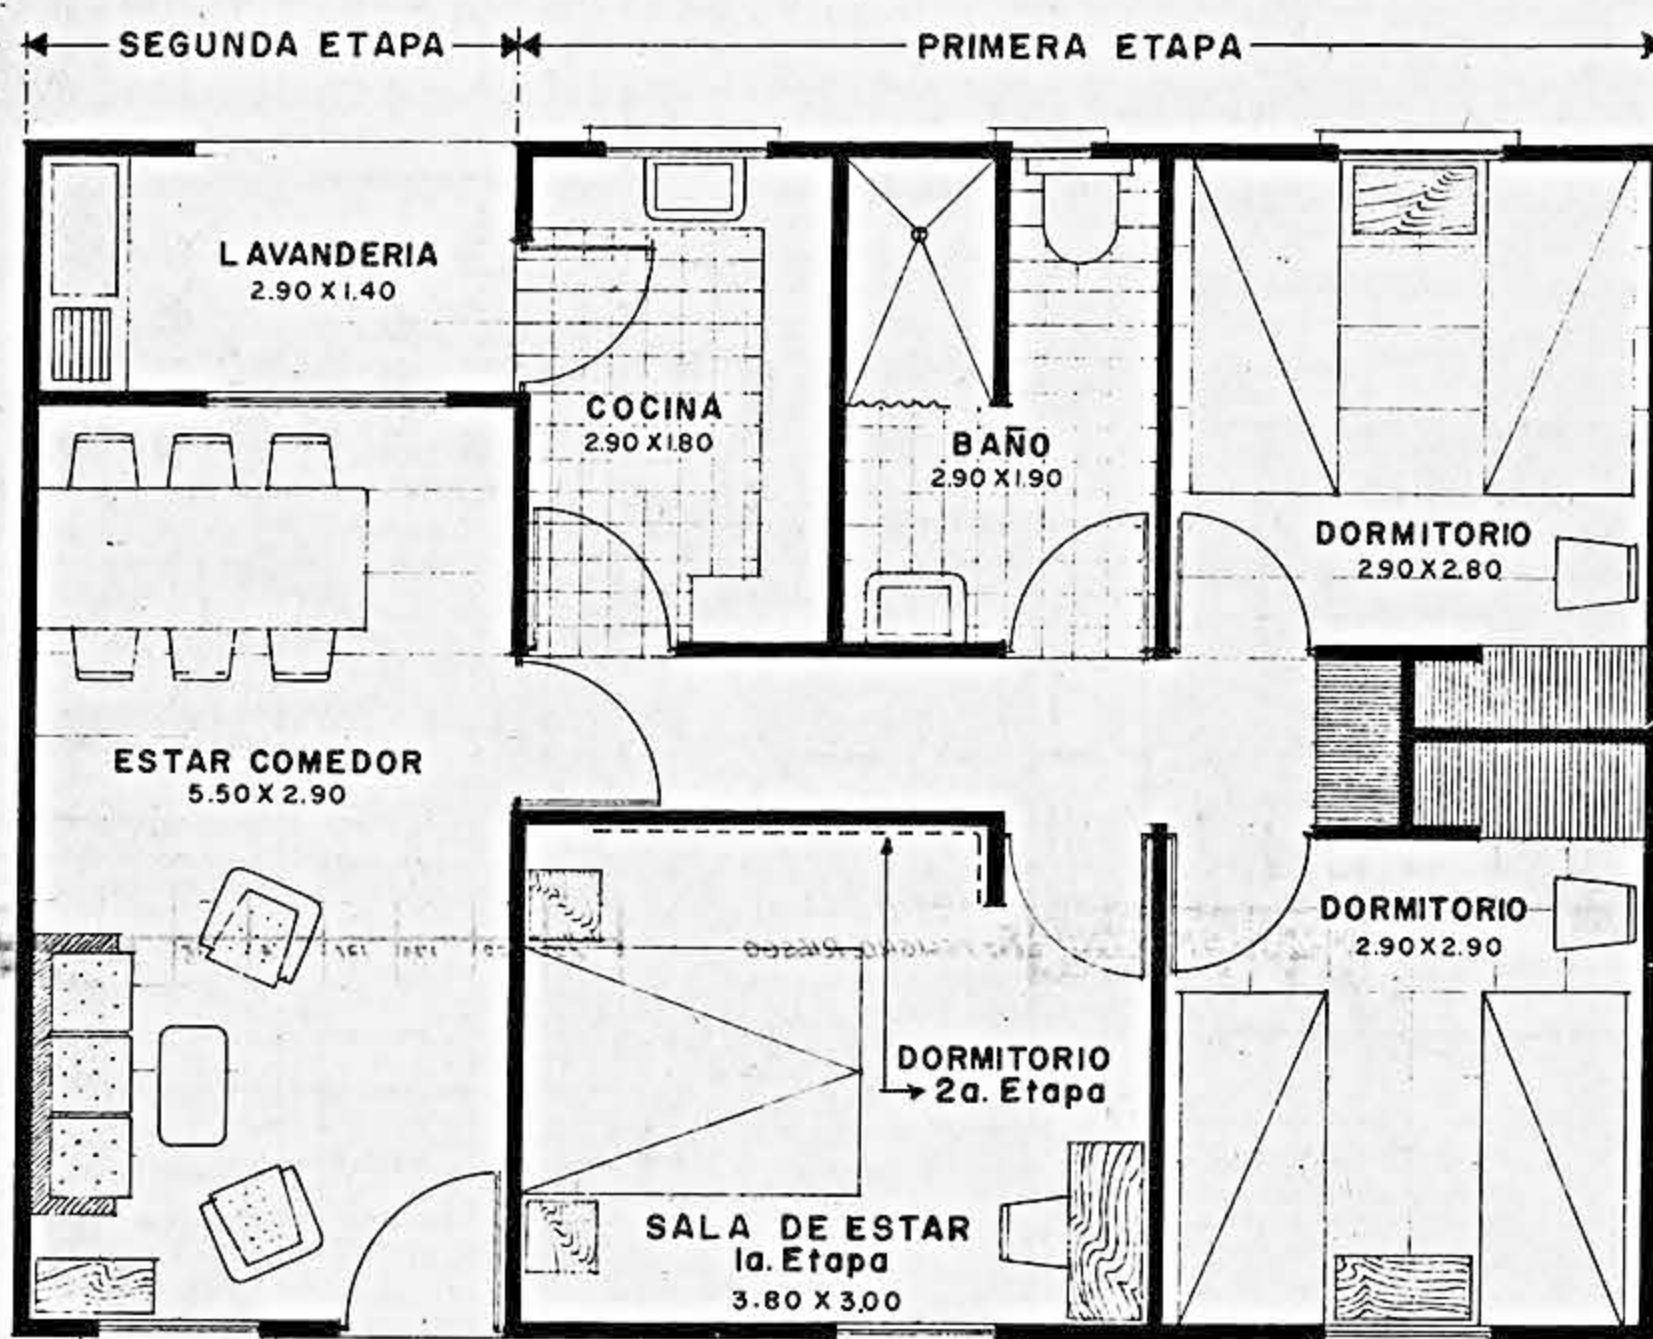 SEGUNDA ETAPA
PRIMERA ETAPA
LAVANDERIA
2.90 X 1.40
COCINA
2.90 X 1.80
BAÑO
2.90 X 1.90
DORMITORIO
2.90 X 2.80
ESTAR COMEDOR
5.50 X 2.90
DORMITORIO
2.90 X 2.90
DORMITORIO
2a. Etapa
SALA DE ESTAR
1a. Etapa
3.80 X 3.00